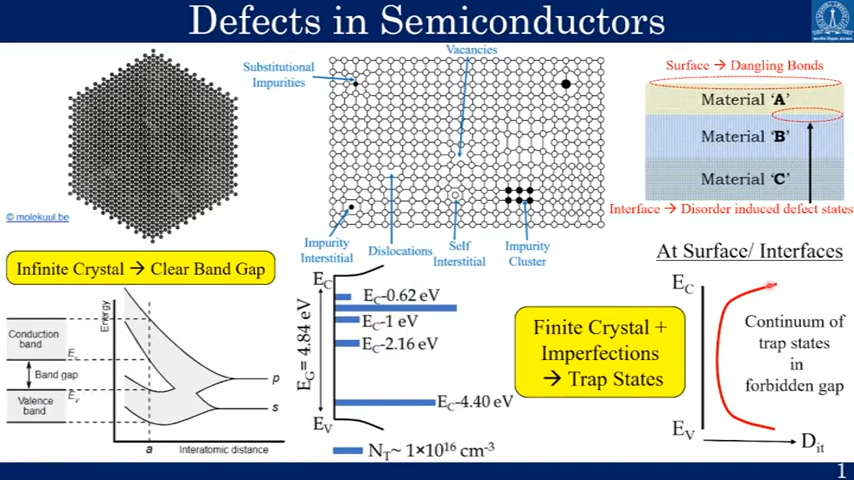 Defects in Semiconductors
Substitutional
Impurities
Vacancies
Surface → Dangling Bonds
Material 'A'
Material 'B'
Material 'C'
Interface → Disorder induced defect states
© molekuul.be
Impurity
Interstitial
Dislocations
Self
Interstitial
Impurity
Cluster
Infinite Crystal → Clear Band Gap
At Surface/ Interfaces
Energy
Conduction
band
Band gap
Valence
band
E_V
p
s
a
Interatomic distance
E_C
E_G = 4.84 eV
E_C-0.62 eV
E_C-1 eV
E_C-2.16 eV
E_C-4.40 eV
E_V
N_T~ 1×10¹⁶ cm⁻³
Finite Crystal +
Imperfections
→ Trap States
E_C
Continuum of
trap states
in
forbidden gap
E_V
D_it
1